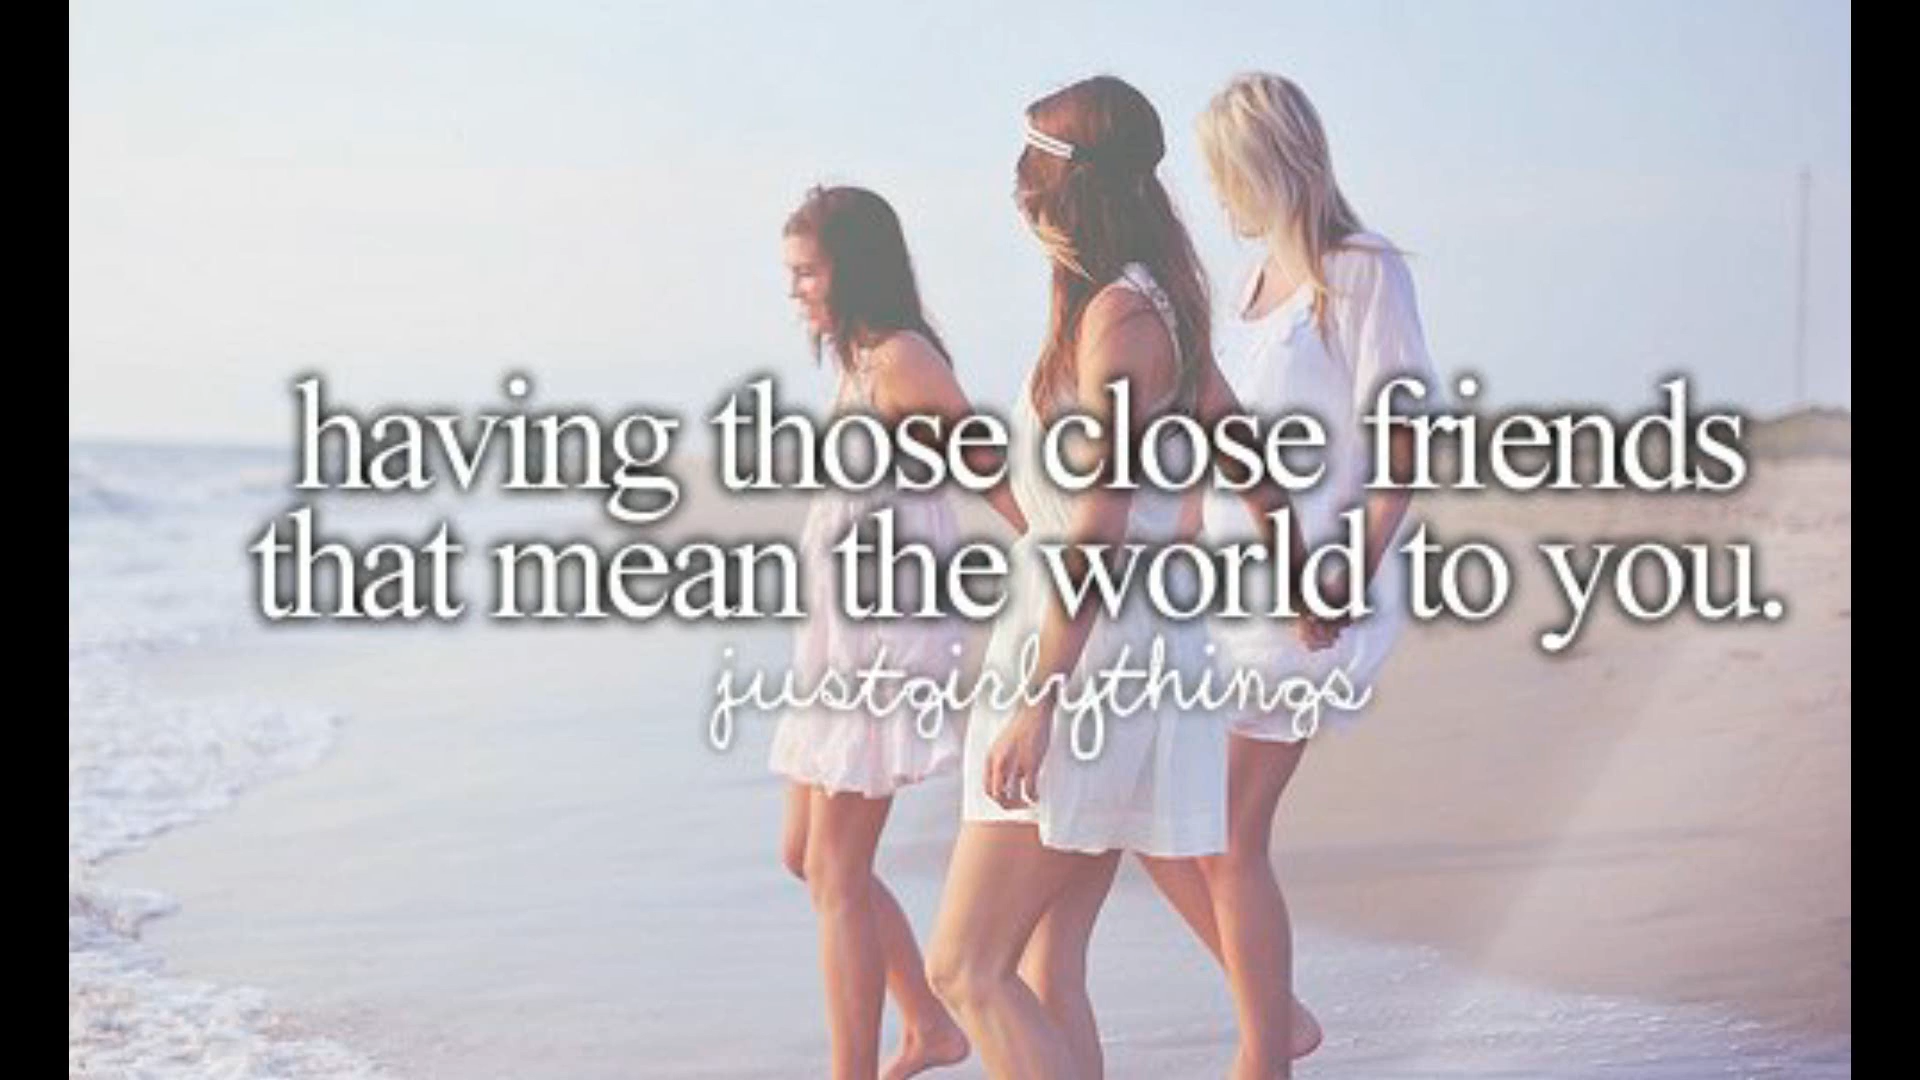 having those close friends
that mean the world to you.
justgirlythings